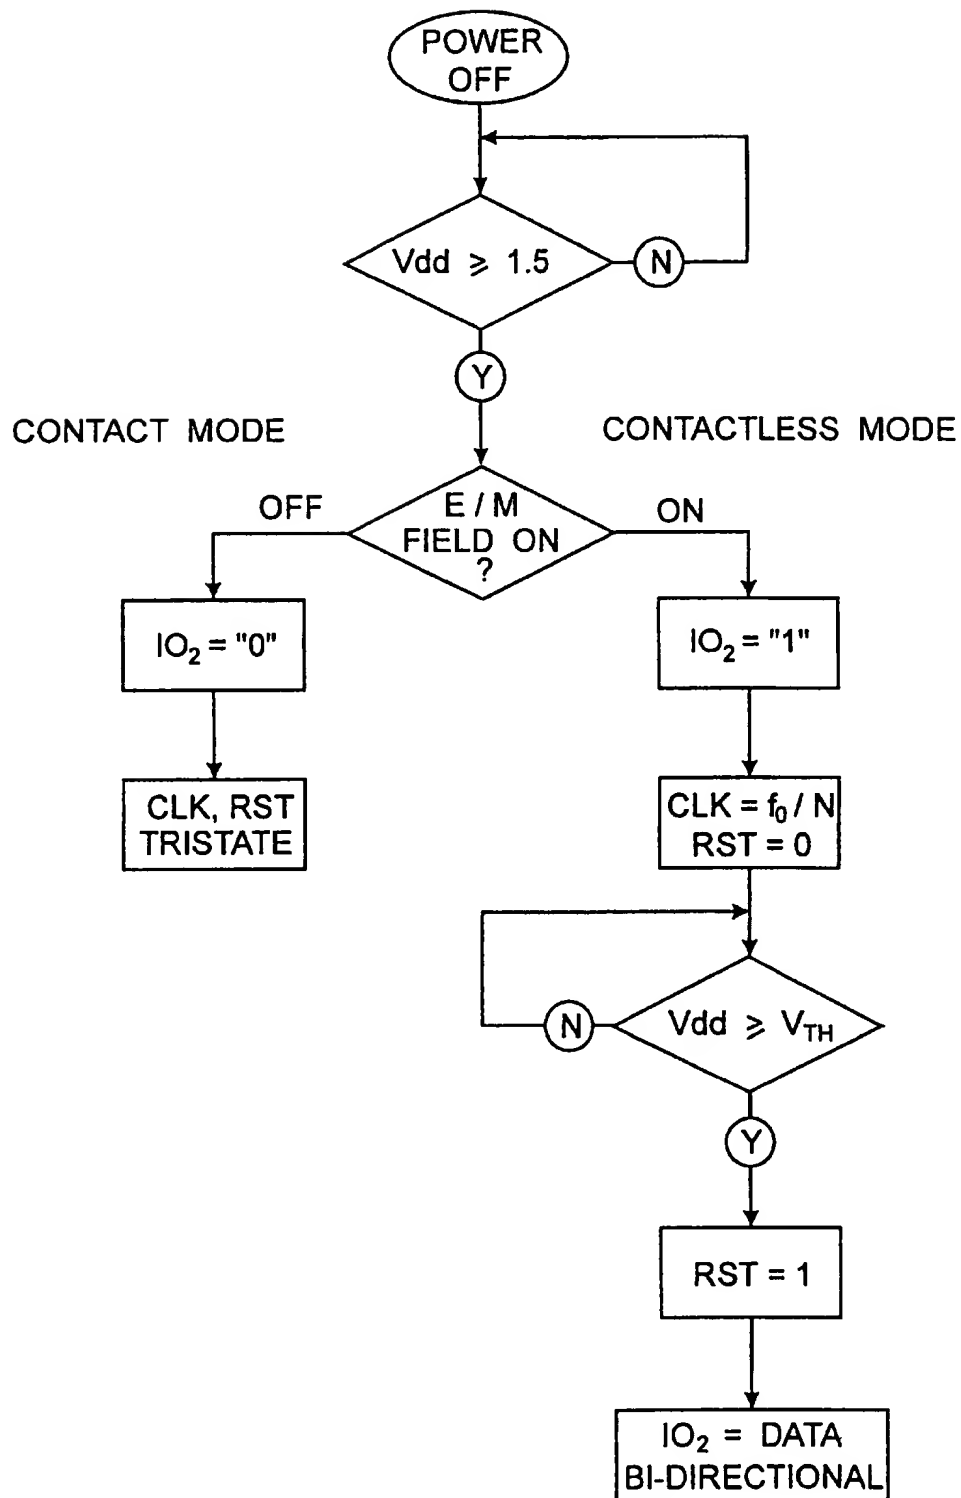 POWER
OFF
Vdd ⩾ 1.5
N
Y
CONTACT MODE
CONTACTLESS MODE
OFF
E / M
FIELD ON
?
ON
IO₂ = "0"
IO₂ = "1"
CLK, RST
TRISTATE
CLK = f₀ / N
RST = 0
N
Vdd ⩾ V_TH
Y
RST = 1
IO₂ = DATA
BI-DIRECTIONAL